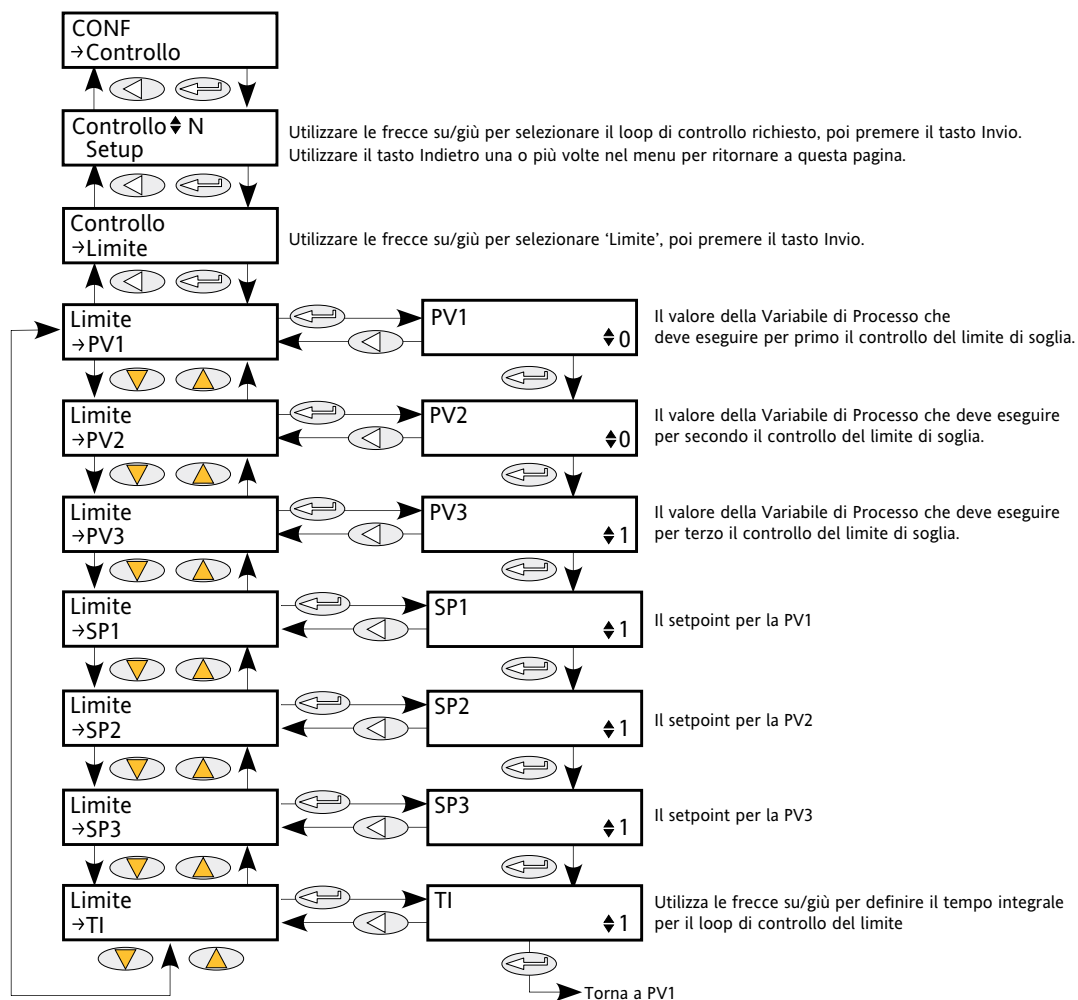 CONF
→Controllo
Controllo♦ N
Setup
Utilizzare le frecce su/giù per selezionare il loop di controllo richiesto, poi premere il tasto Invio.
Utilizzare il tasto Indietro una o più volte nel menu per ritornare a questa pagina.
Controllo
→Limite
Utilizzare le frecce su/giù per selezionare ‘Limite’, poi premere il tasto Invio.
Limite
→PV1
PV1
♦0
Il valore della Variabile di Processo che
deve eseguire per primo il controllo del limite di soglia.
Limite
→PV2
PV2
♦0
Il valore della Variabile di Processo che deve eseguire
per secondo il controllo del limite di soglia.
Limite
→PV3
PV3
♦1
Il valore della Variabile di Processo che deve eseguire
per terzo il controllo del limite di soglia.
Limite
→SP1
SP1
♦1
Il setpoint per la PV1
Limite
→SP2
SP2
♦1
Il setpoint per la PV2
Limite
→SP3
SP3
♦1
Il setpoint per la PV3
Limite
→TI
TI
♦1
Utilizza le frecce su/giù per definire il tempo integrale
per il loop di controllo del limite
Torna a PV1